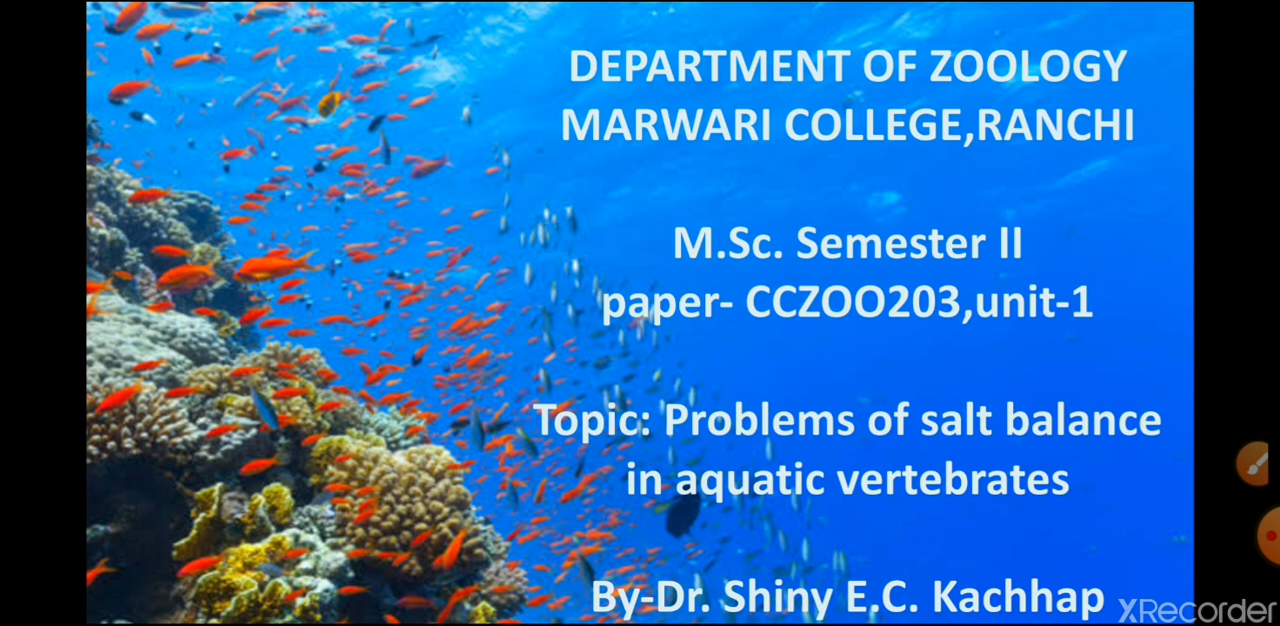 DEPARTMENT OF ZOOLOGY
MARWARI COLLEGE,RANCHI
M.Sc. Semester II
paper- CCZOO203,unit-1
Topic: Problems of salt balance
in aquatic vertebrates
By-Dr. Shiny E.C. Kachhap
XRecorder